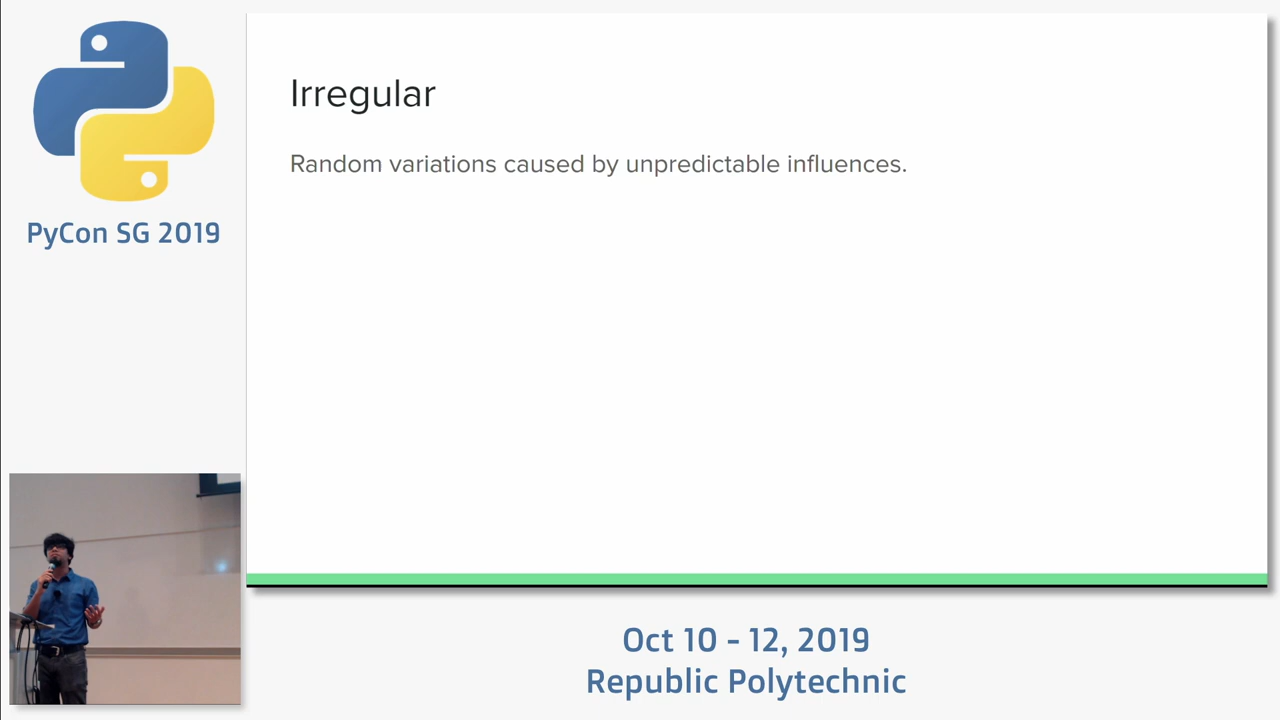 PyCon SG 2019
Irregular
Random variations caused by unpredictable influences.
Oct 10 - 12, 2019
Republic Polytechnic